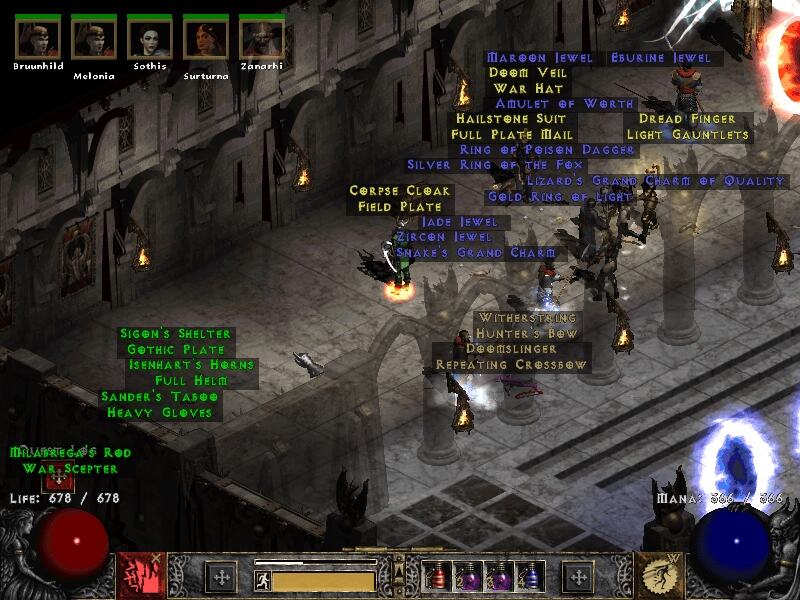 Bruunhild
Melonia
Sothis
Surturna
Zanarhi
Maroon Jewel
Eburine Jewel
Doom Veil
War Hat
Amulet of Worth
Hailstone Suit
Full Plate Mail
Dread Finger
Light Gauntlets
Ring of Poison Dagger
Silver Ring of the Fox
Lizard's Grand Charm of Quality
Gold Ring of Light
Corpse Cloak
Field Plate
Jade Jewel
Zircon Jewel
Snake's Grand Charm
Witherstring
Hunter's Bow
Doomslinger
Repeating Crossbow
Sigon's Shelter
Gothic Plate
Isenhart's Horns
Full Helm
Sander's Taboo
Heavy Gloves
Milabrega's Rod
War Scepter
Life: 678 / 678
Mana: 366 / 366